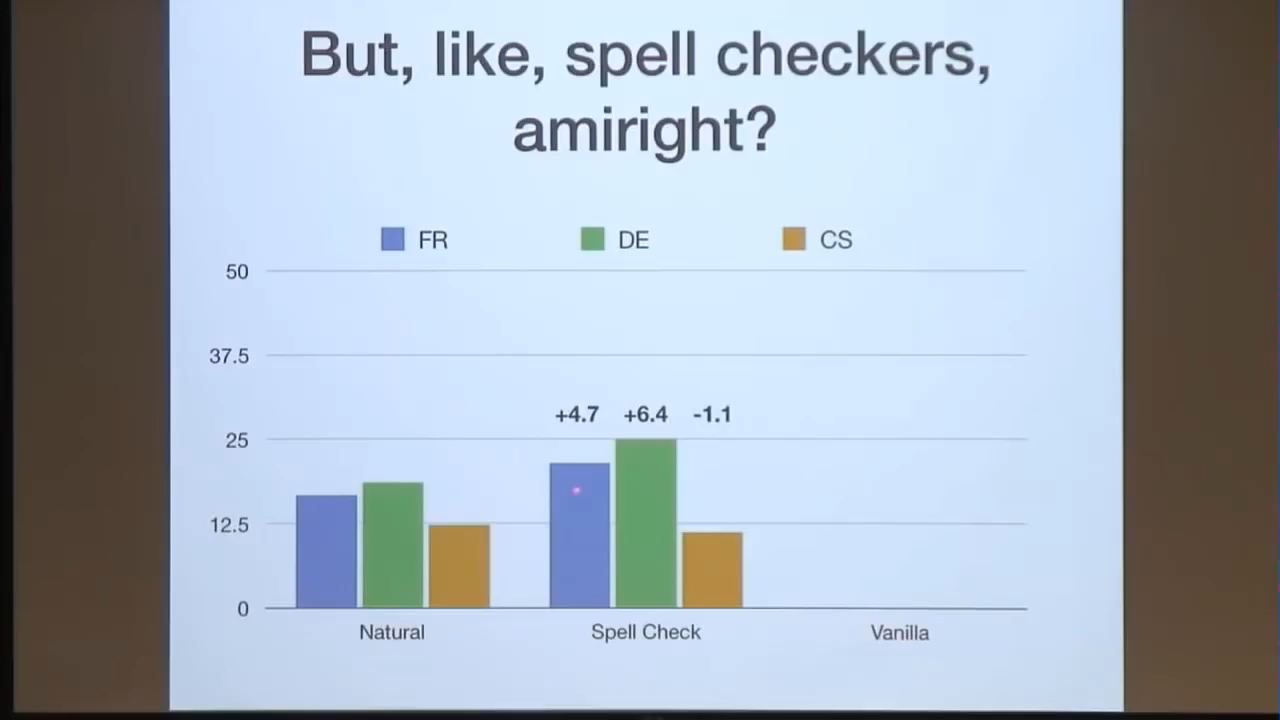 But, like, spell checkers,
amiright?
FR DE CS
50
37.5
+4.7 +6.4 -1.1
25
12.5
0
Natural Spell Check Vanilla